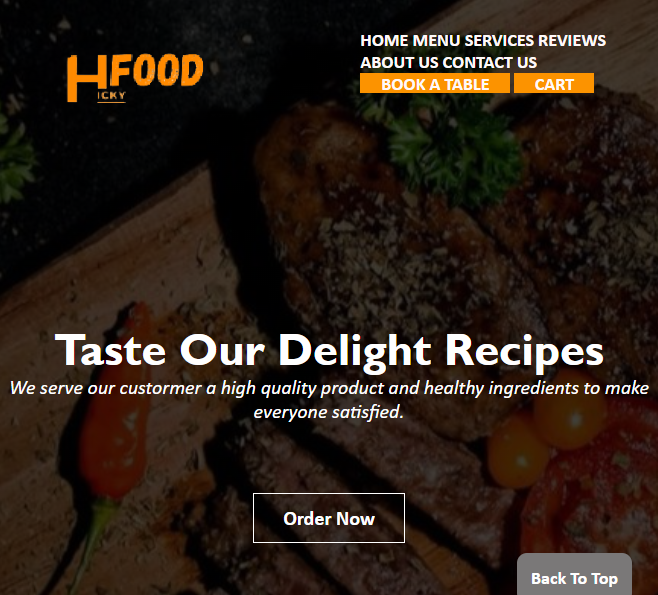 HFOOD
ICKY
HOME MENU SERVICES REVIEWS
ABOUT US CONTACT US
BOOK A TABLE CART
Taste Our Delight Recipes
We serve our custormer a high quality product and healthy ingredients to make
everyone satisfied.
Order Now
Back To Top